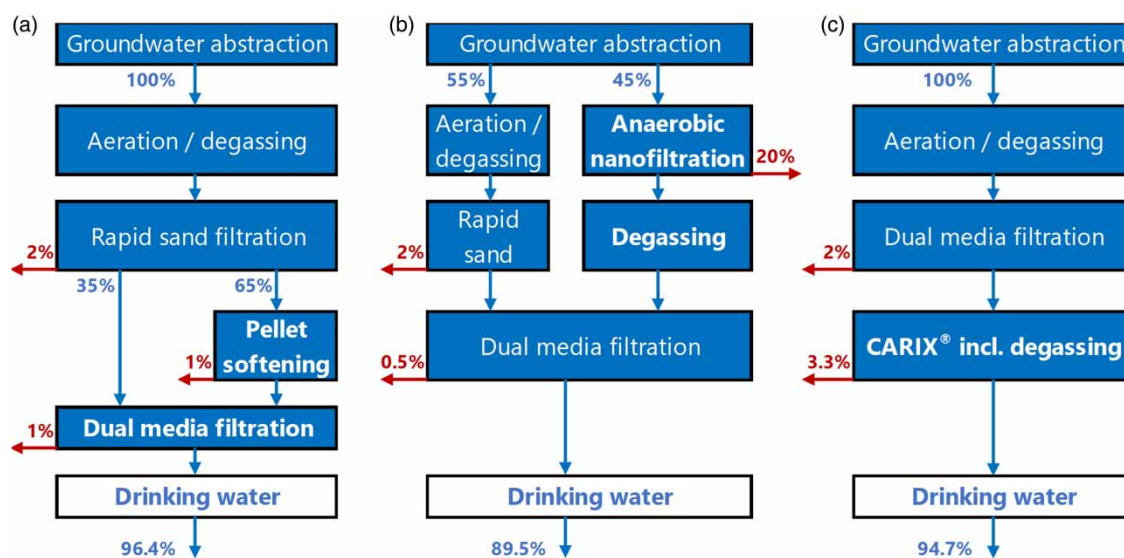 (a)
Groundwater abstraction
100%
Aeration / degassing
Rapid sand filtration
2%
35%
65%
Pellet
softening
1%
Dual media filtration
1%
Drinking water
96.4%
(b)
Groundwater abstraction
55%
45%
Aeration /
degassing
Anaerobic
nanofiltration
20%
Rapid
sand
2%
Degassing
Dual media filtration
0.5%
Drinking water
89.5%
(c)
Groundwater abstraction
100%
Aeration / degassing
Dual media filtration
2%
CARIX® incl. degassing
3.3%
Drinking water
94.7%